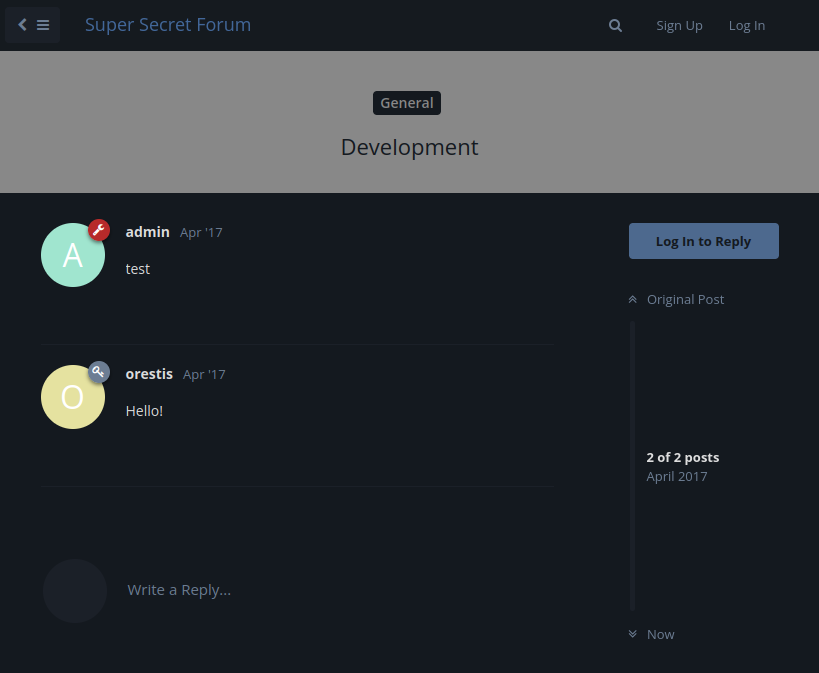 Super Secret Forum
Sign Up
Log In
General
Development
A
admin Apr '17
test
Log In to Reply
Original Post
O
orestis Apr '17
Hello!
2 of 2 posts
April 2017
Write a Reply...
Now